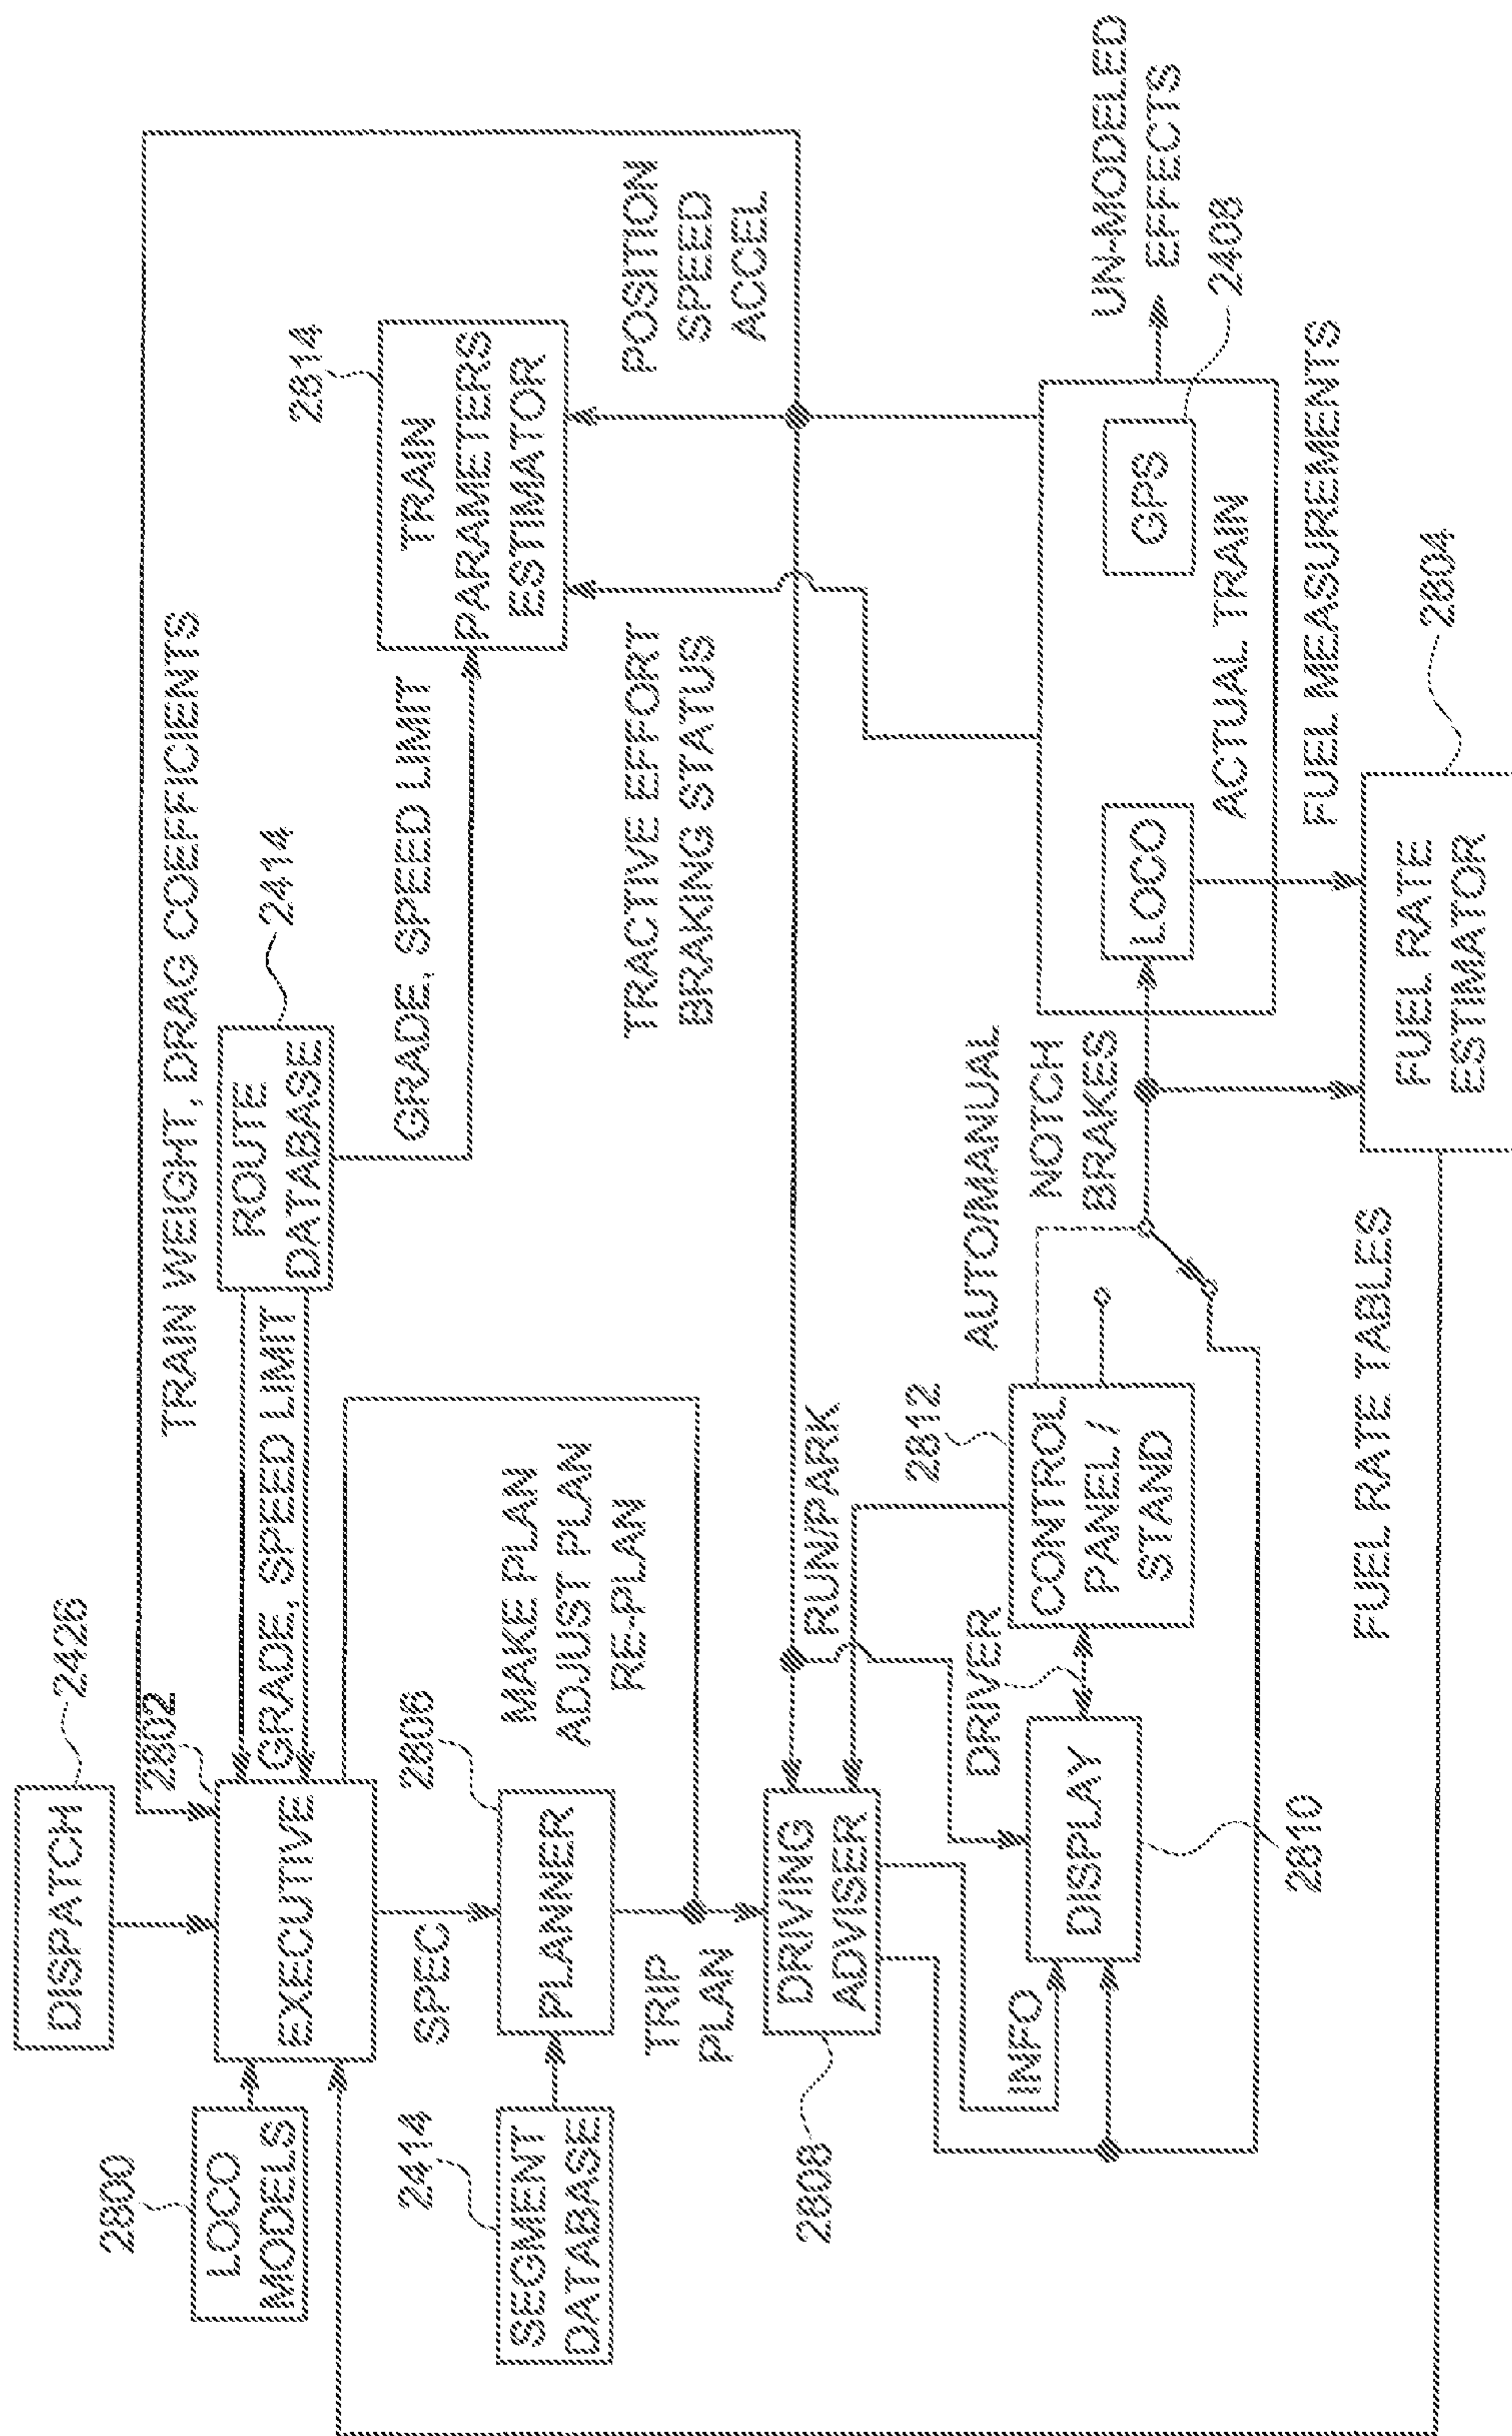 DISPATCH
2426
2800
LOCO
MODELS
EXECUTIVE
2802
GRADE, SPEED LIMIT
ROUTE
DATABASE
2414
TRAIN WEIGHT, DRAG COEFFICIENTS
SPEC
2414
SEGMENT
DATABASE
PLANNER
2806
MAKE PLAN
ADJUST PLAN
RE-PLAN
GRADE, SPEED LIMIT
TRAIN
PARAMETERS
ESTIMATOR
2814
TRIP
PLAN
TRACTIVE EFFORT
BRAKING STATUS
POSITION
SPEED
ACCEL
2808
DRIVING
ADVISER
RUN/PARK
INFO
DISPLAY
2810
DRIVER
CONTROL
PANEL /
STAND
2812
AUTO/MANUAL
NOTCH
BRAKES
LOCO
GPS
ACTUAL TRAIN
2408
UN-MODELED
EFFECTS
FUEL MEASUREMENTS
FUEL RATE TABLES
FUEL RATE
ESTIMATOR
2804